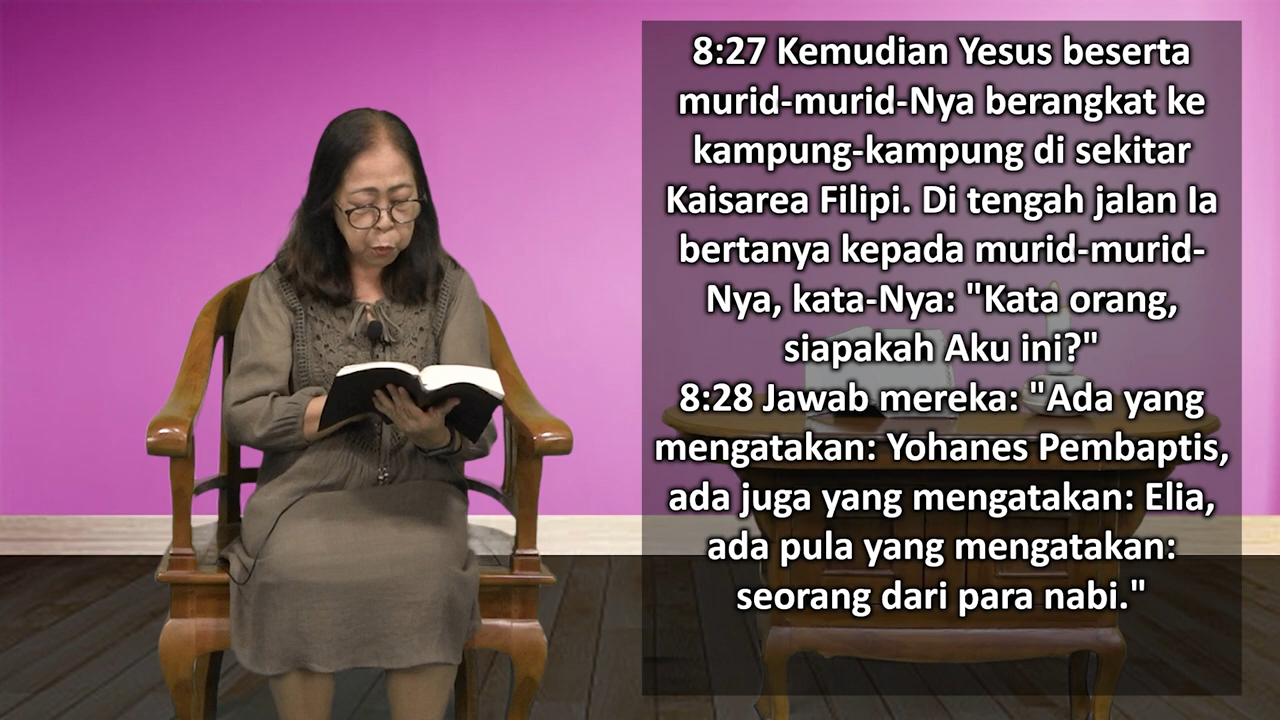 8:27 Kemudian Yesus beserta
murid-murid-Nya berangkat ke
kampung-kampung di sekitar
Kaisarea Filipi. Di tengah jalan Ia
bertanya kepada murid-murid-
Nya, kata-Nya: "Kata orang,
siapakah Aku ini?"
8:28 Jawab mereka: "Ada yang
mengatakan: Yohanes Pembaptis,
ada juga yang mengatakan: Elia,
ada pula yang mengatakan:
seorang dari para nabi."